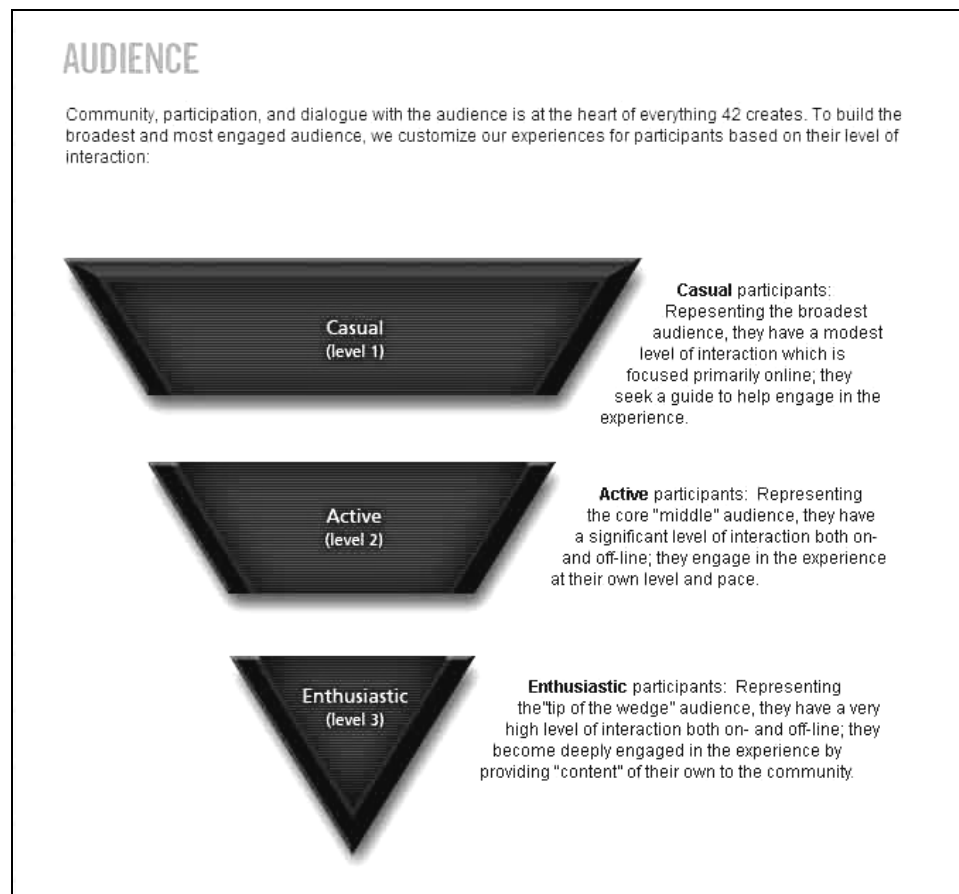 AUDIENCE
Community, participation, and dialogue with the audience is at the heart of everything 42 creates. To build the
broadest and most engaged audience, we customize our experiences for participants based on their level of
interaction:
Casual
(level 1)
Casual participants:
Repesenting the broadest
audience, they have a modest
level of interaction which is
focused primarily online; they
seek a guide to help engage in the
experience.
Active
(level 2)
Active participants: Representing
the core "middle" audience, they have
a significant level of interaction both on-
and off-line; they engage in the experience
at their own level and pace.
Enthusiastic
(level 3)
Enthusiastic participants: Representing
the"tip of the wedge" audience, they have a very
high level of interaction both on- and off-line; they
become deeply engaged in the experience by
providing "content" of their own to the community.